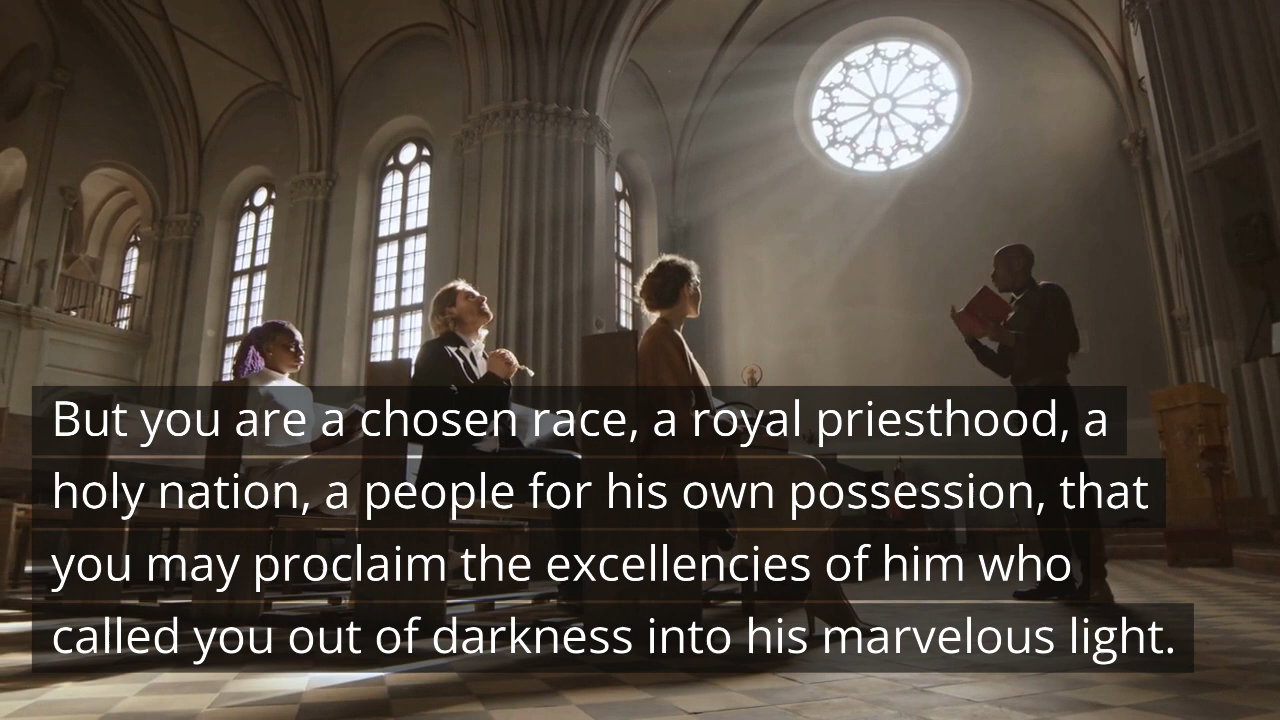 But you are a chosen race, a royal priesthood, a
holy nation, a people for his own possession, that
you may proclaim the excellencies of him who
called you out of darkness into his marvelous light.